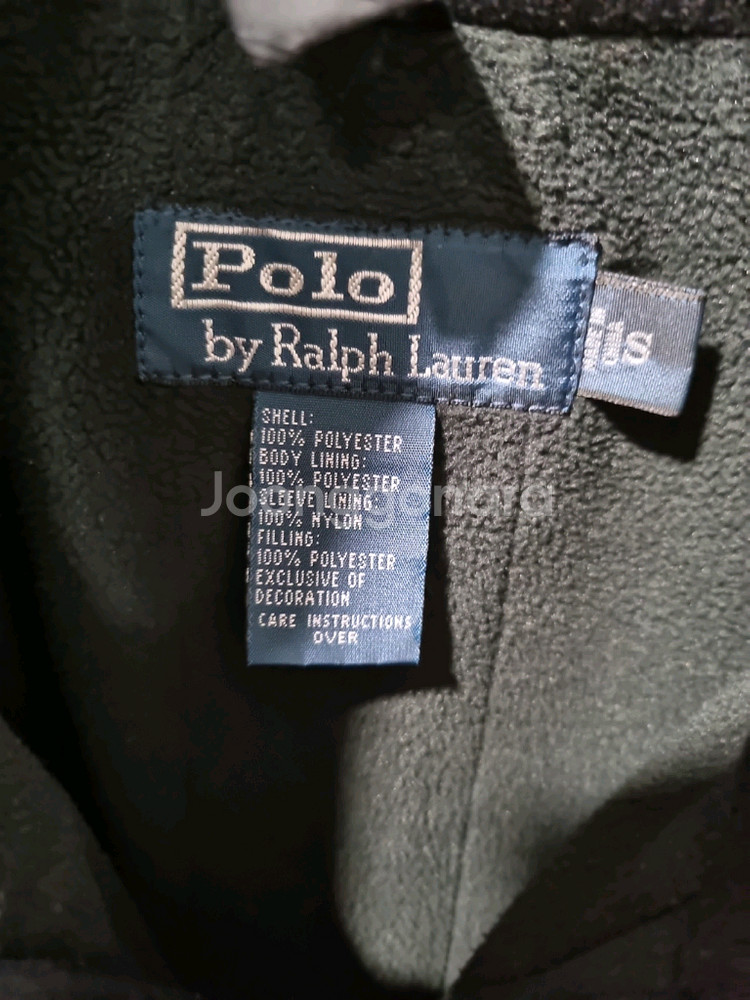 Polo
by Ralph Lauren
SHELL:
100% POLYESTER
BODY LINING:
100% POLYESTER
SLEEVE LINING:
100% NYLON
FILLING:
100% POLYESTER
EXCLUSIVE OF
DECORATION
CARE INSTRUCTIONS
OVER